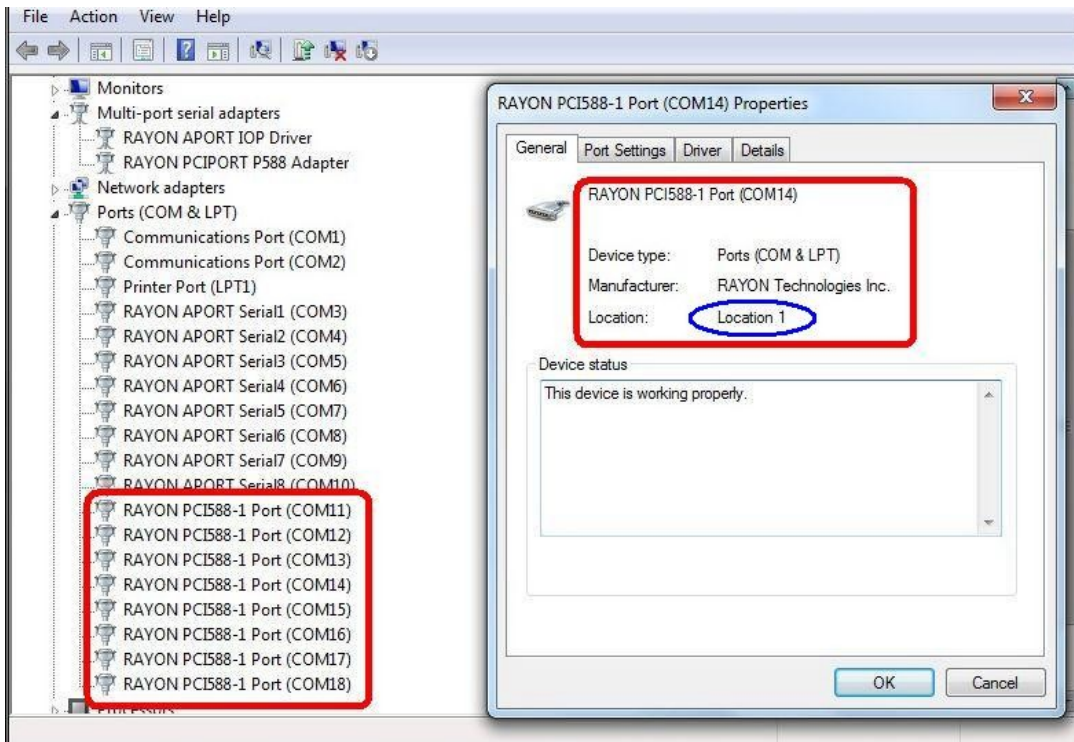 File Action View Help
Monitors
Multi-port serial adapters
RAYON APORT IOP Driver
RAYON PCIPORT P588 Adapter
Network adapters
Ports (COM & LPT)
Communications Port (COM1)
Communications Port (COM2)
Printer Port (LPT1)
RAYON APORT Serial1 (COM3)
RAYON APORT Serial2 (COM4)
RAYON APORT Serial3 (COM5)
RAYON APORT Serial4 (COM6)
RAYON APORT Serial5 (COM7)
RAYON APORT Serial6 (COM8)
RAYON APORT Serial7 (COM9)
RAYON APORT Serial8 (COM10)
RAYON PCI588-1 Port (COM11)
RAYON PCI588-1 Port (COM12)
RAYON PCI588-1 Port (COM13)
RAYON PCI588-1 Port (COM14)
RAYON PCI588-1 Port (COM15)
RAYON PCI588-1 Port (COM16)
RAYON PCI588-1 Port (COM17)
RAYON PCI588-1 Port (COM18)
Processors
RAYON PCI588-1 Port (COM14) Properties
General Port Settings Driver Details
RAYON PCI588-1 Port (COM14)
Device type: Ports (COM & LPT)
Manufacturer: RAYON Technologies Inc.
Location: Location 1
Device status
This device is working properly.
OK Cancel